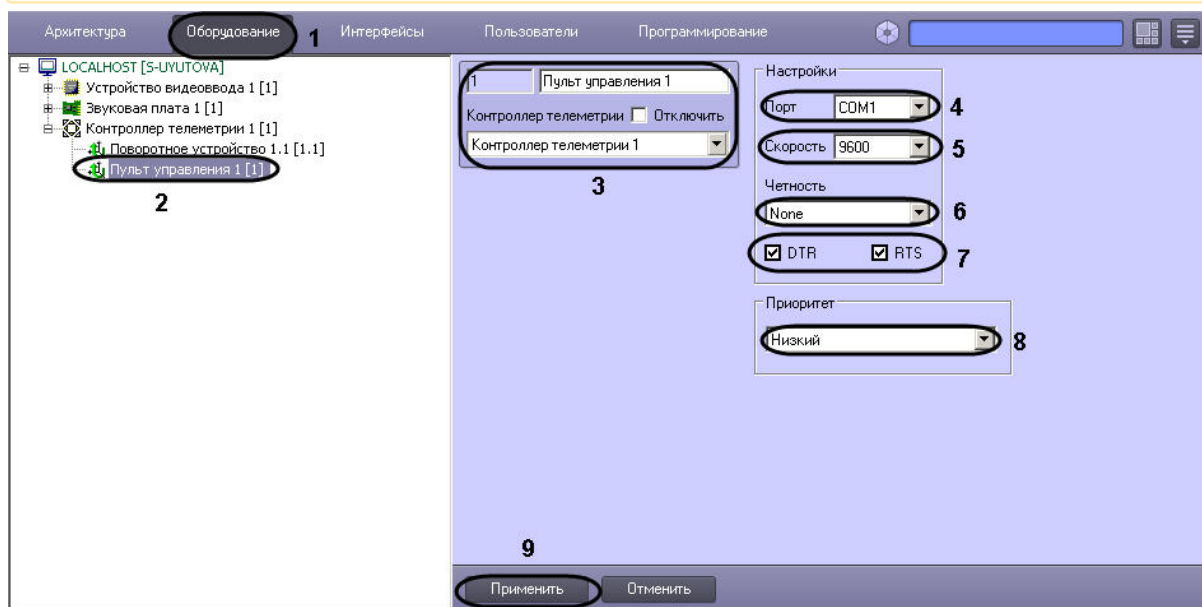 Архитектура Оборудование 1 Интерфейсы Пользователи Программирование
LOCALHOST [S-UYUTOVA]
Устройство видеоввода 1 [1]
Звуковая плата 1 [1]
Контроллер телеметрии 1 [1]
Поворотное устройство 1.1 [1.1]
Пульт управления 1 [1]
2
1 Пульт управления 1
Контроллер телеметрии Отключить
Контроллер телеметрии 1
3
Настройки
Порт COM1 4
Скорость 9600 5
Четность
None 6
DTR RTS 7
Приоритет
Низкий 8
9
Применить Отменить